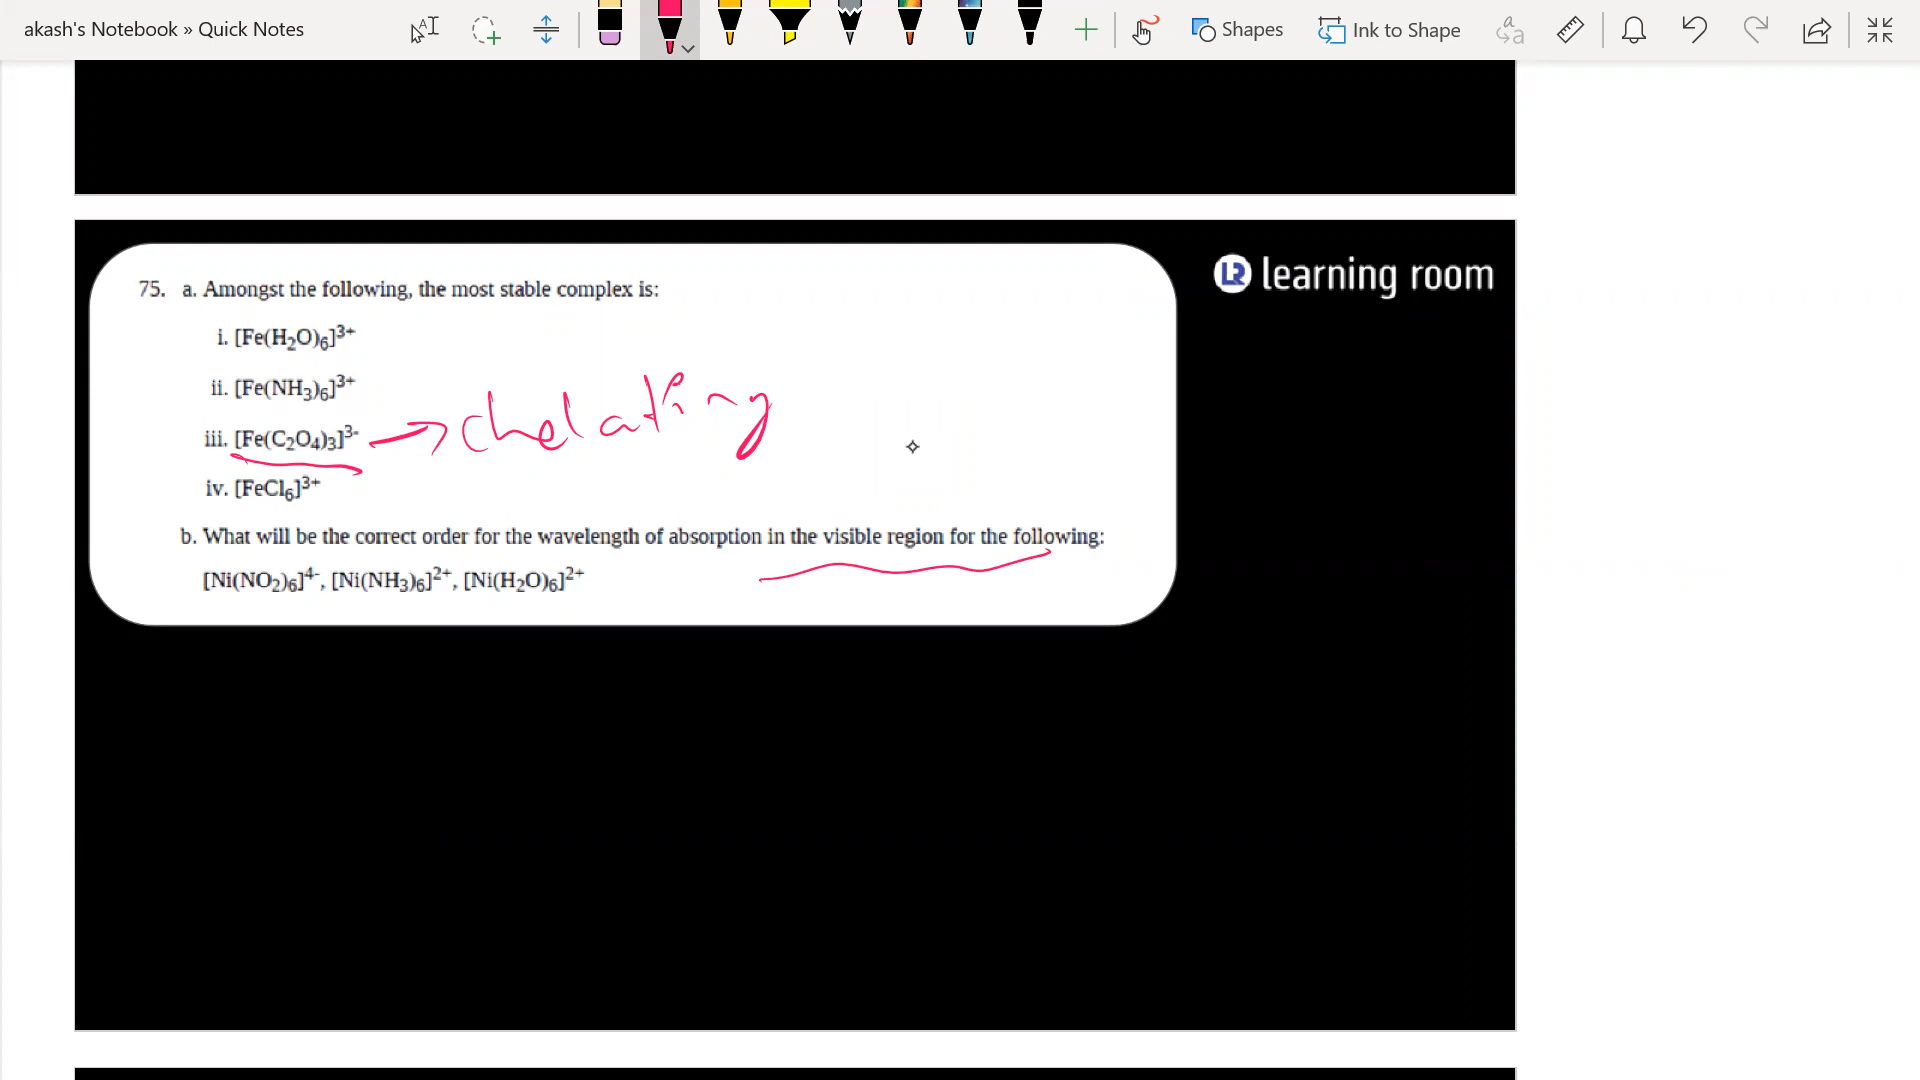 akash's Notebook » Quick Notes
Shapes
Ink to Shape
learning room
75. a. Amongst the following, the most stable complex is:
i. [Fe(H₂O)₆]³⁺
ii. [Fe(NH₃)₆]³⁺
iii. [Fe(C₂O₄)₃]³⁻ → chelating
iv. [FeCl₆]³⁺
b. What will be the correct order for the wavelength of absorption in the visible region for the following:
[Ni(NO₂)₆]⁴⁻, [Ni(NH₃)₆]²⁺, [Ni(H₂O)₆]²⁺